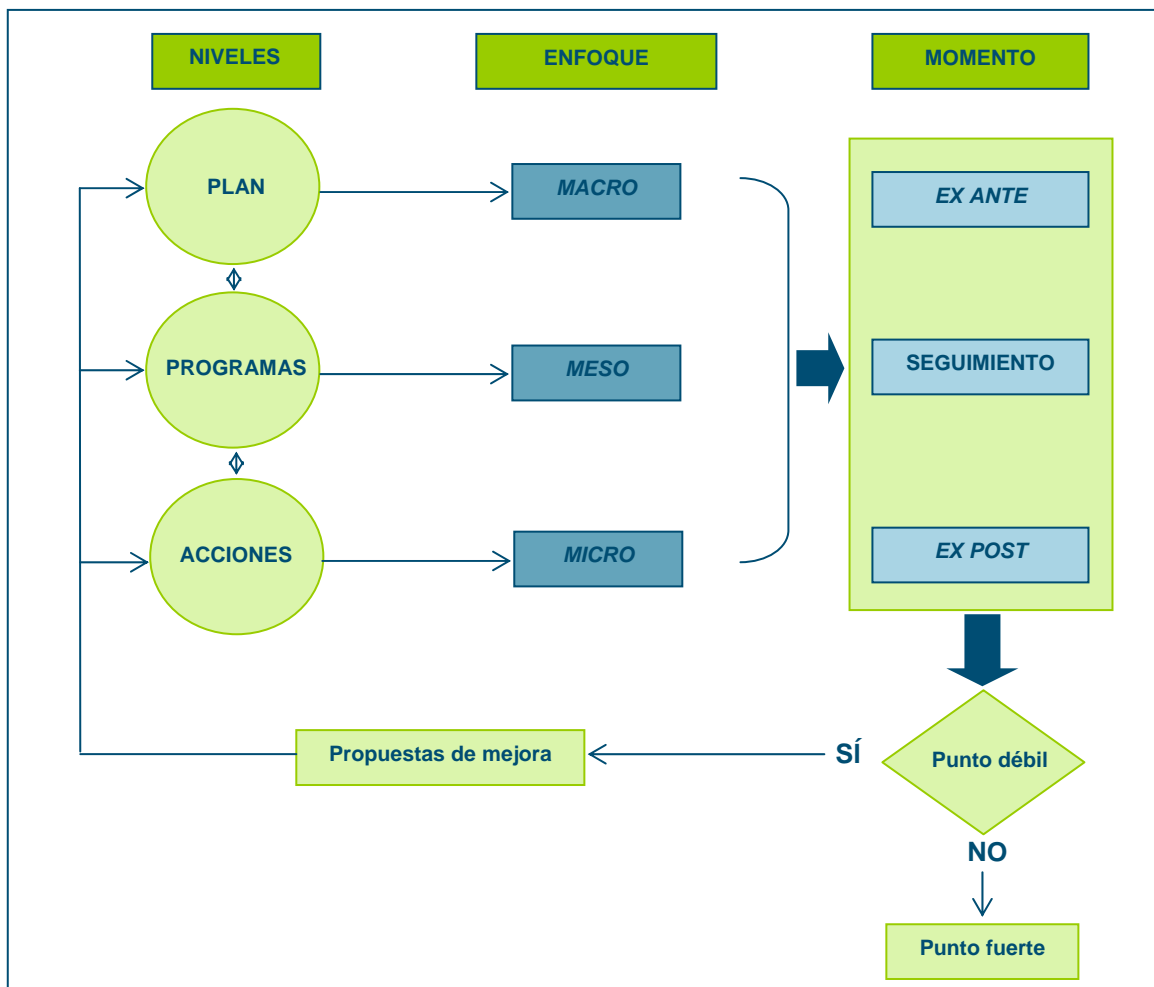 NIVELES
ENFOQUE
MOMENTO
PLAN
MACRO
EX ANTE
PROGRAMAS
MESO
SEGUIMIENTO
ACCIONES
MICRO
EX POST
Propuestas de mejora
SÍ
Punto débil
NO
Punto fuerte